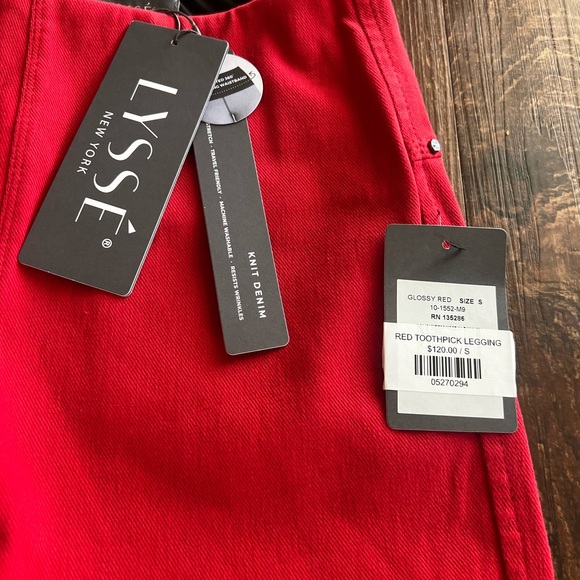 LYSSÉ®
NEW YORK
WAISTBAND
STRETCH · TRAVEL FRIENDLY · MACHINE WASHABLE · RESISTS WRINKLES
KNIT DENIM
GLOSSY RED SIZE S
10-1552-M9
RN 135286
RED TOOTHPICK LEGGING
$120.00 / S
05270294